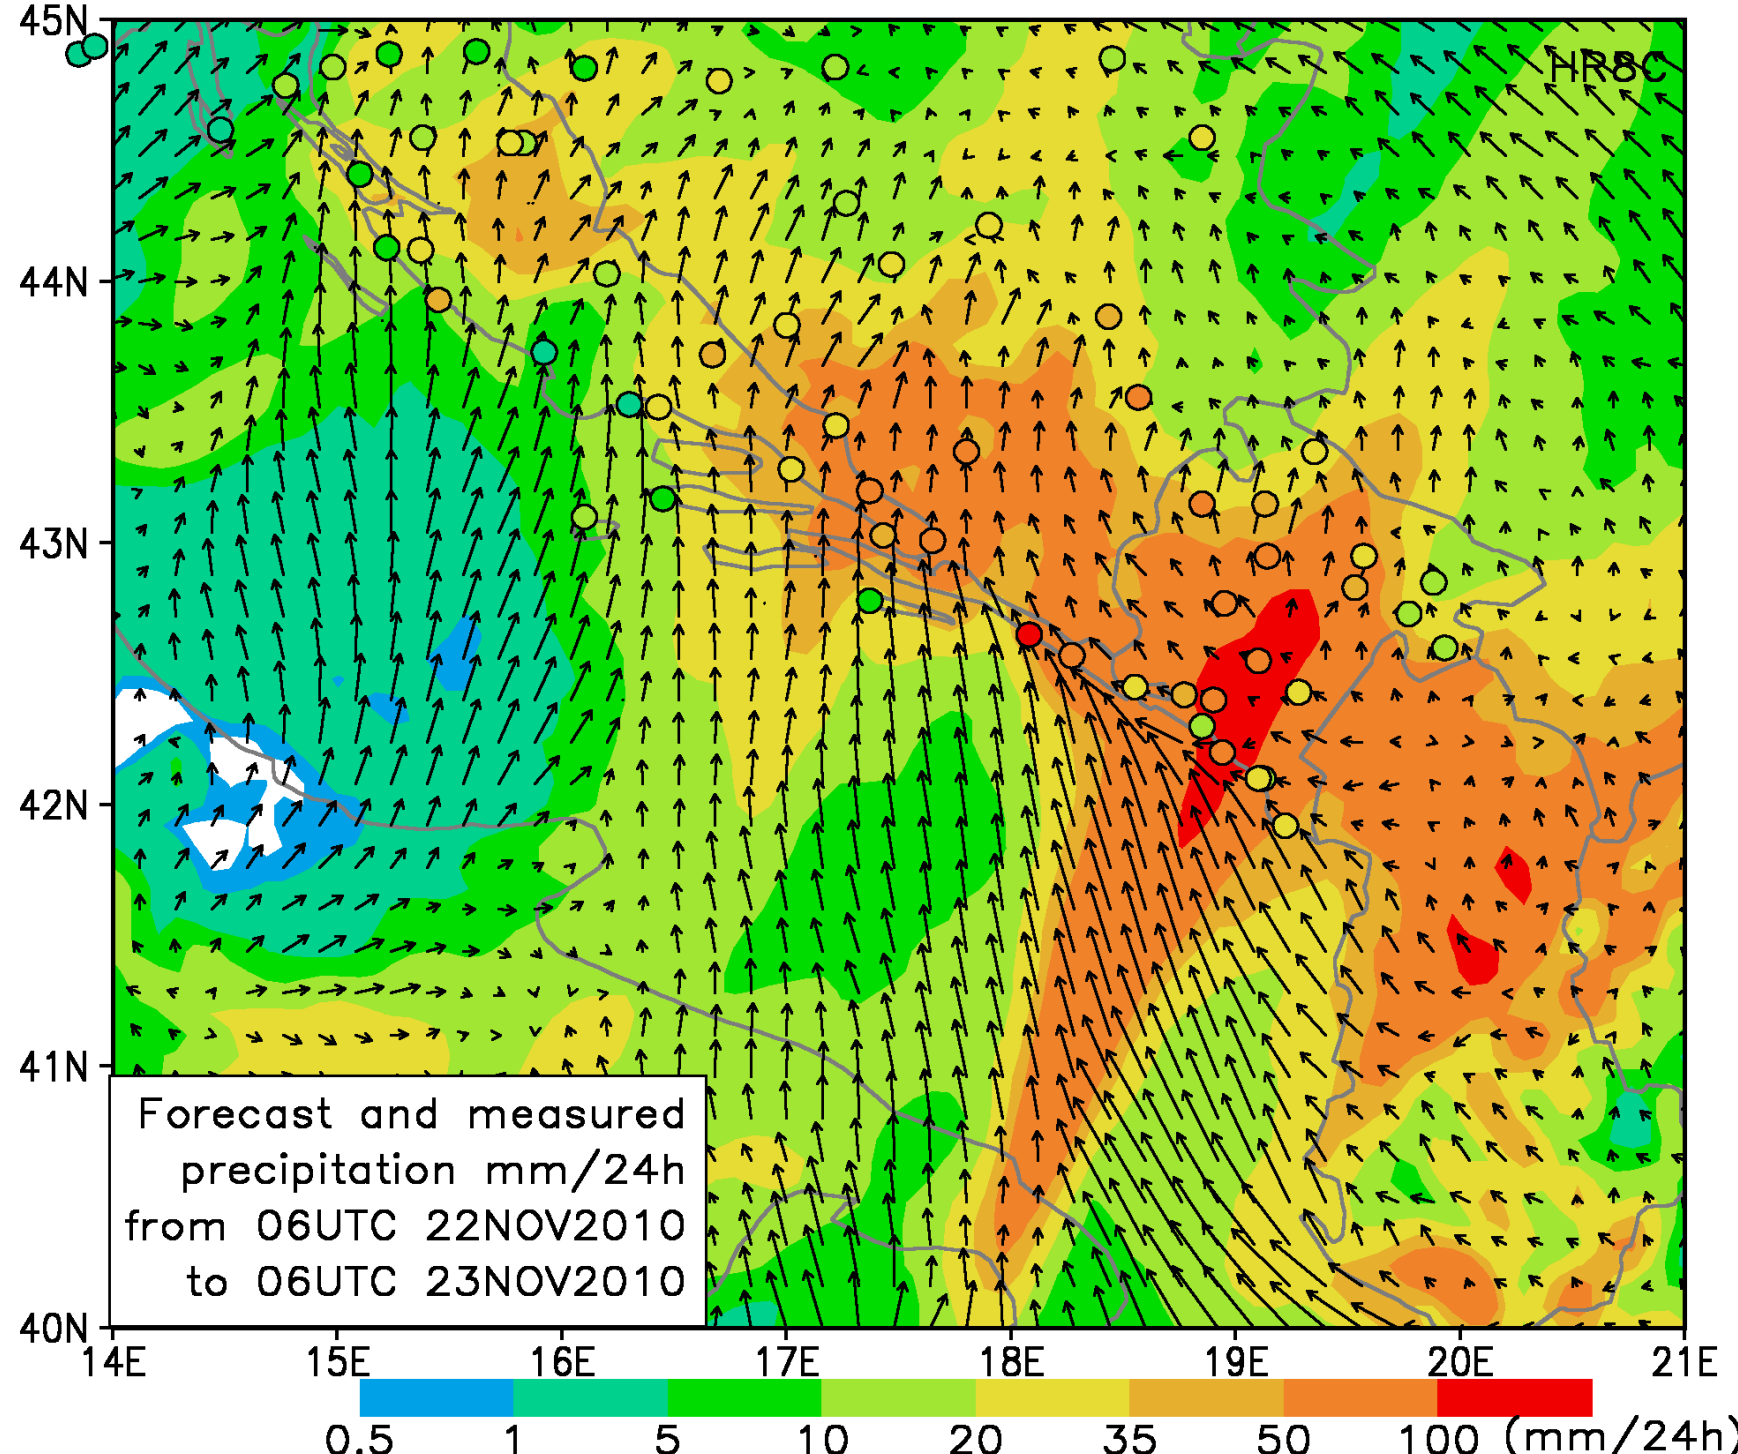 45N
HR8C
44N
43N
42N
41N
Forecast and measured
precipitation mm/24h
from 06UTC 22NOV2010
to 06UTC 23NOV2010
40N
14E 15E 16E 17E 18E 19E 20E 21E
0.5 1 5 10 20 35 50 100 (mm/24h)